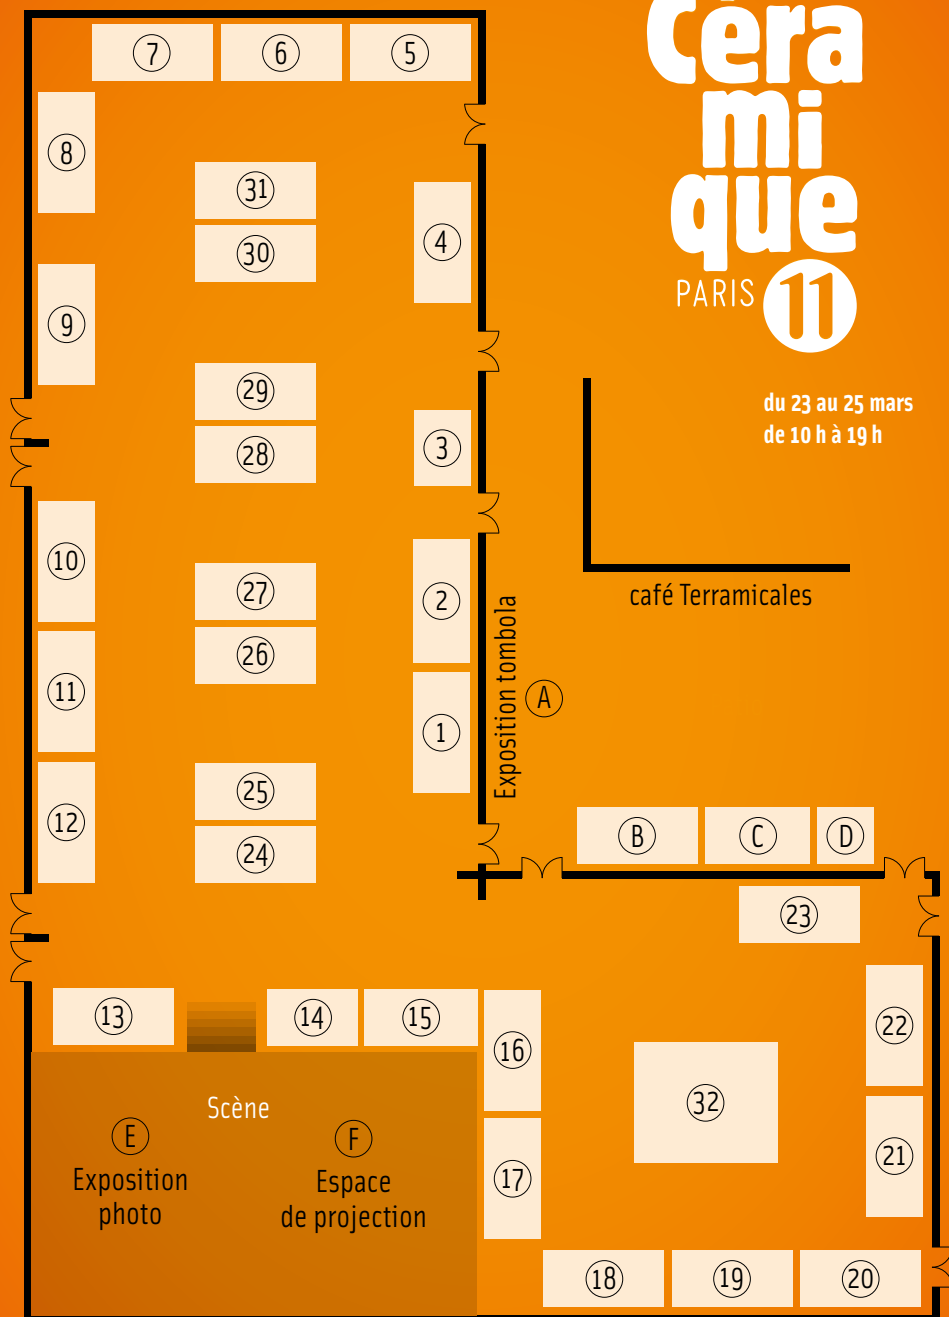 Céra
mi
que
PARIS 11
du 23 au 25 mars
de 10 h à 19 h
7
6
5
8
31
30
4
9
29
28
3
10
27
26
2
11
1
25
24
12
Exposition tombola
A
café Terramicales
B
C
D
23
13
14
15
16
17
22
32
21
Scène
E
Exposition
photo
F
Espace
de projection
18
19
20